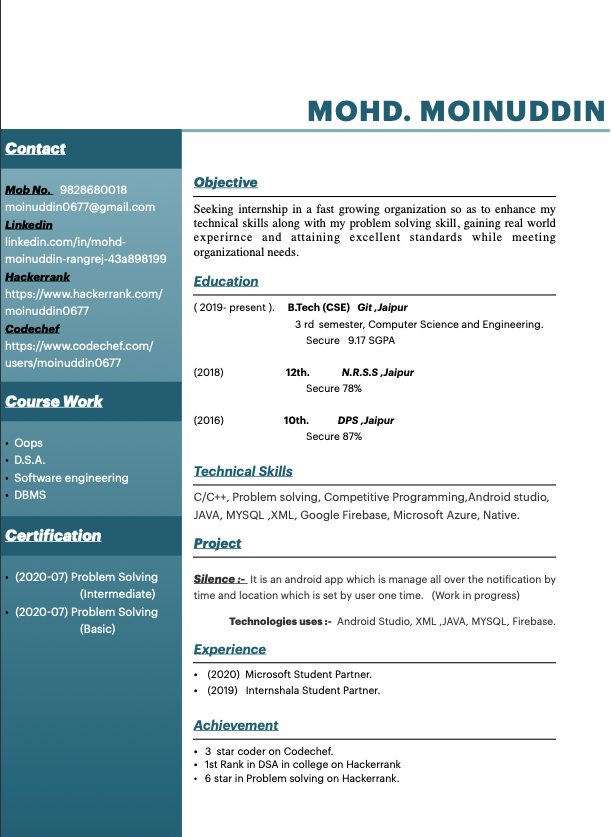 MOHD. MOINUDDIN
Contact
Mob No. 9828680018
moinuddin0677@gmail.com
Linkedin
linkedin.com/in/mohd-
moinuddin-rangrej-43a898199
Hackerrank
https://www.hackerrank.com/
moinuddin0677
Codechef
https://www.codechef.com/
users/moinuddin0677
Course Work
• Oops
• D.S.A.
• Software engineering
• DBMS
Certification
• (2020-07) Problem Solving
(Intermediate)
• (2020-07) Problem Solving
(Basic)
Objective
Seeking internship in a fast growing organization so as to enhance my
technical skills along with my problem solving skill, gaining real world
experirnce and attaining excellent standards while meeting
organizational needs.
Education
( 2019- present ). B.Tech (CSE) Git ,Jaipur
3 rd semester, Computer Science and Engineering.
Secure 9.17 SGPA
(2018) 12th. N.R.S.S ,Jaipur
Secure 78%
(2016) 10th. DPS ,Jaipur
Secure 87%
Technical Skills
C/C++, Problem solving, Competitive Programming,Android studio,
JAVA, MYSQL ,XML, Google Firebase, Microsoft Azure, Native.
Project
Silence :- It is an android app which is manage all over the notification by
time and location which is set by user one time. (Work in progress)
Technologies uses :- Android Studio, XML ,JAVA, MYSQL, Firebase.
Experience
• (2020) Microsoft Student Partner.
• (2019) Internshala Student Partner.
Achievement
• 3 star coder on Codechef.
• 1st Rank in DSA in college on Hackerrank
• 6 star in Problem solving on Hackerrank.